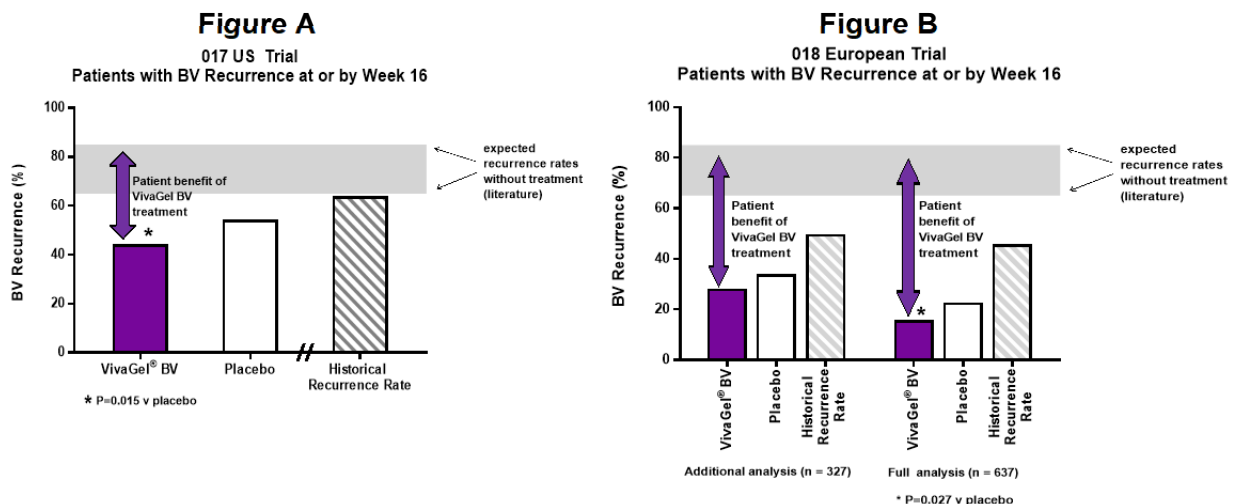 Figure A
017 US Trial
Patients with BV Recurrence at or by Week 16
BV Recurrence (%)
100
80
60
40
20
0
Patient benefit of
VivaGel BV
treatment
*
expected
recurrence rates
without treatment
(literature)
VivaGel® BV
Placebo
Historical
Recurrence Rate
* P=0.015 v placebo
Figure B
018 European Trial
Patients with BV Recurrence at or by Week 16
BV Recurrence (%)
100
80
60
40
20
0
Patient
benefit of
VivaGel BV
treatment
Patient
benefit of
VivaGel BV
treatment
*
expected
recurrence rates
without treatment
(literature)
VivaGel® BV
Placebo
Historical
Recurrence
Rate
VivaGel® BV
Placebo
Historical
Recurrence
Rate
Additional analysis (n = 327)
Full analysis (n = 637)
* P=0.027 v placebo